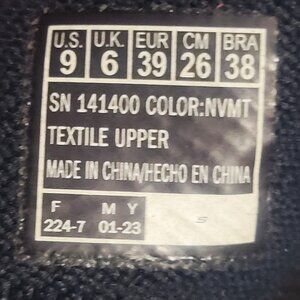 U.S. U.K. EUR CM BRA
9 6 39 26 38
SN 141400 COLOR:NVMT
TEXTILE UPPER
MADE IN CHINA/HECHO EN CHINA
F M Y
224-7 01-23